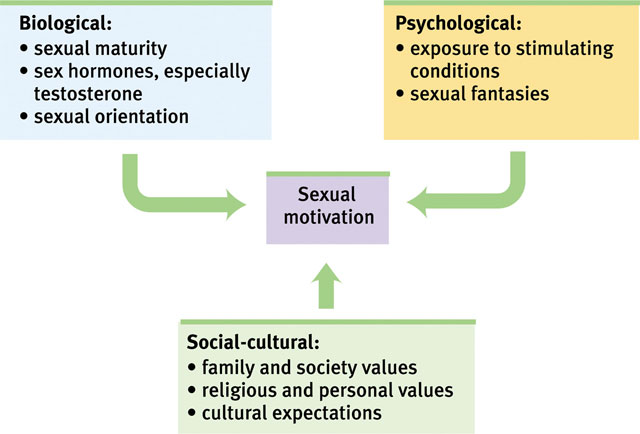 Biological:
• sexual maturity
• sex hormones, especially
testosterone
• sexual orientation
Psychological:
• exposure to stimulating
conditions
• sexual fantasies
Sexual
motivation
Social-cultural:
• family and society values
• religious and personal values
• cultural expectations